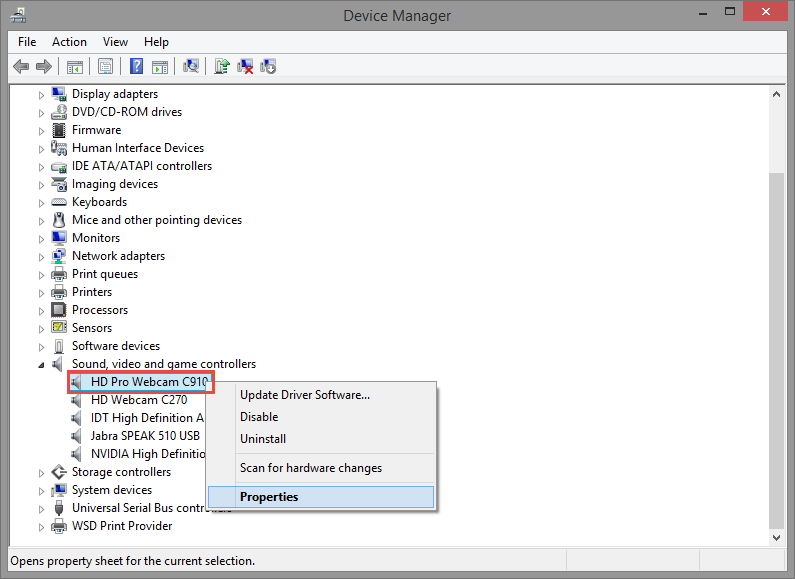 Device Manager
File Action View Help
Display adapters
DVD/CD-ROM drives
Firmware
Human Interface Devices
IDE ATA/ATAPI controllers
Imaging devices
Keyboards
Mice and other pointing devices
Monitors
Network adapters
Print queues
Printers
Processors
Sensors
Software devices
Sound, video and game controllers
HD Pro Webcam C910
HD Webcam C270
IDT High Definition A
Jabra SPEAK 510 USB
NVIDIA High Definitio
Storage controllers
System devices
Universal Serial Bus controllers
WSD Print Provider
Update Driver Software...
Disable
Uninstall
Scan for hardware changes
Properties
Opens property sheet for the current selection.